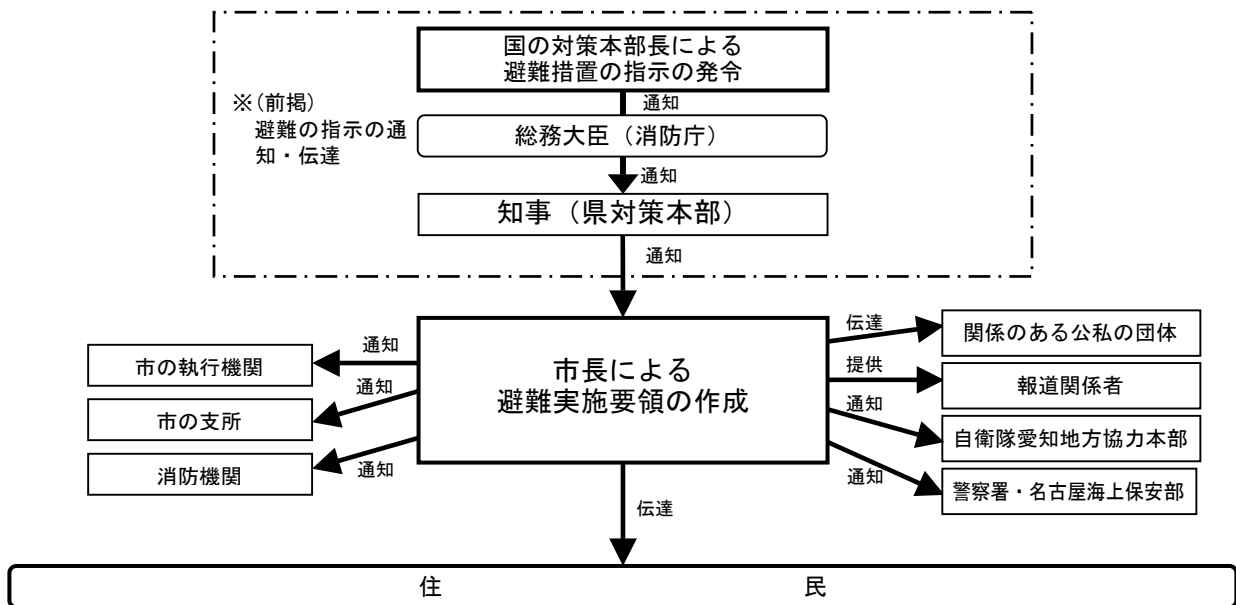 国の対策本部長による
避難措置の指示の発令
※(前掲)
避難の指示の通
知・伝達
通知
総務大臣（消防庁）
通知
知事（県対策本部）
通知
市長による
避難実施要領の作成
通知
市の執行機関
通知
市の支所
通知
消防機関
伝達
関係のある公私の団体
提供
報道関係者
通知
自衛隊愛知地方協力本部
通知
警察署・名古屋海上保安部
伝達
住 民